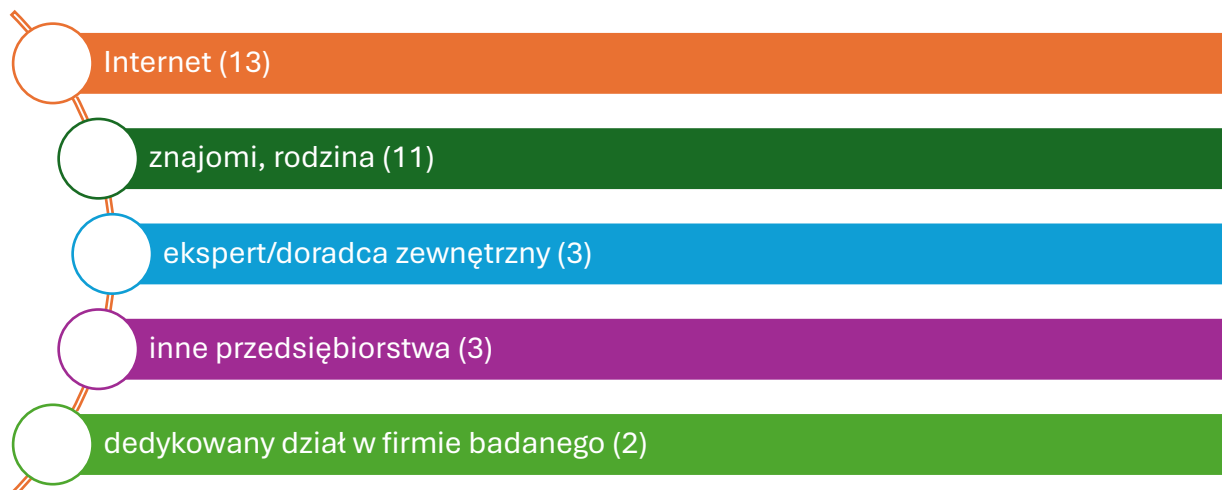 Internet (13)
znajomi, rodzina (11)
ekspert/doradca zewnętrzny (3)
inne przedsiębiorstwa (3)
dedykowany dział w firmie badanego (2)